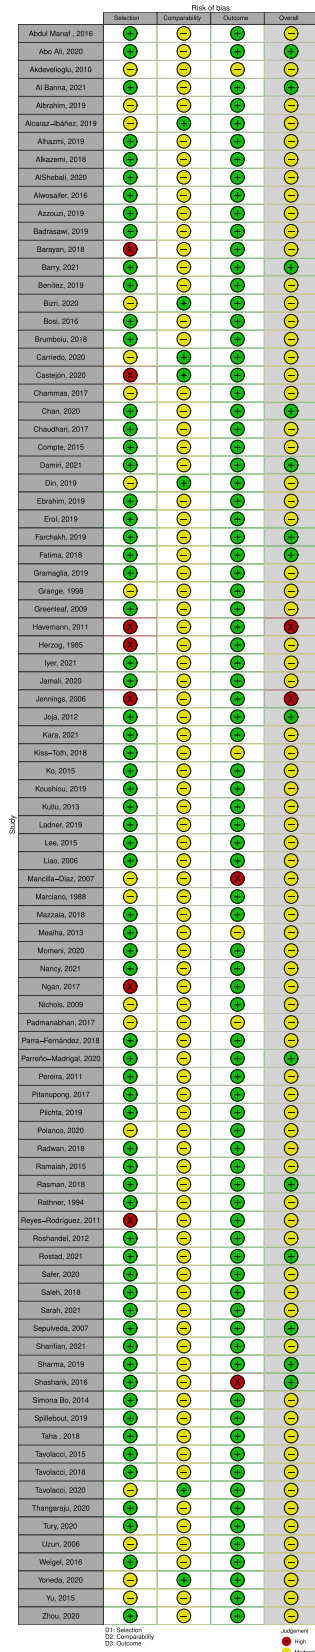 Risk of bias
Selection Comparability Outcome Overall
Abdul Manaf , 2016
Abo Ali, 2020
Akdevelioglu, 2010
Al Banna, 2021
Albrahim, 2019
Alcaraz−Ibáñez, 2019
Alhazmi, 2019
Alkazemi, 2018
AlShebali, 2020
Alwosaifer, 2016
Azzouzi, 2019
Badrasawi, 2019
Barayan, 2018
Barry, 2021
Benítez, 2019
Bizri, 2020
Bosi, 2016
Brumboiu, 2018
Carriedo, 2020
Castejón, 2020
Chammas, 2017
Chan, 2020
Chaudhari, 2017
Compte, 2015
Damiri, 2021
Din, 2019
Ebrahim, 2019
Erol, 2019
Farchakh, 2019
Fatima, 2018
Gramaglia, 2019
Grange, 1998
Greenleaf, 2009
Havemann, 2011
Herzog, 1985
Iyer, 2021
Jamali, 2020
Jennings, 2006
Joja, 2012
Kara, 2021
Kiss−Toth, 2018
Ko, 2015
Koushiou, 2019
Kutlu, 2013
Ladner, 2019
Lee, 2015
Liao, 2006
Mancilla−Diaz, 2007
Marciano, 1988
Mazzaia, 2018
Mealha, 2013
Momeni, 2020
Nancy, 2021
Ngan, 2017
Nichols, 2009
Padmanabhan, 2017
Parra−Fernández, 2018
Parreño−Madrigal, 2020
Pereira, 2011
Pitanupong, 2017
Plichta, 2019
Polanco, 2020
Radwan, 2018
Ramaiah, 2015
Rasman, 2018
Rathner, 1994
Reyes−Rodríguez, 2011
Roshandel, 2012
Rostad, 2021
Safer, 2020
Saleh, 2018
Sarah, 2021
Sepulveda, 2007
Sharifian, 2021
Sharma, 2019
Shashank, 2016
Simona Bo, 2014
Spillebout, 2019
Taha , 2018
Tavolacci, 2015
Tavolacci, 2018
Tavolacci, 2020
Thangaraju, 2020
Tury, 2020
Uzun, 2006
Weigel, 2016
Yoneda, 2020
Yu, 2015
Zhou, 2020
Study
D1: Selection
D2: Comparability
D3: Outcome
Judgement
High